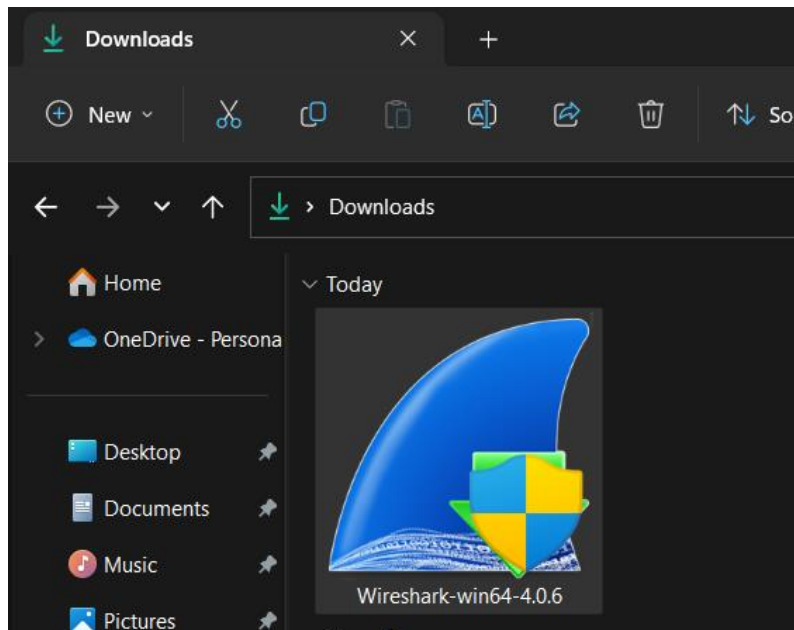 Downloads
New
So
Downloads
Home
Today
OneDrive - Persona
Desktop
Documents
Music
Wireshark-win64-4.0.6
Pictures